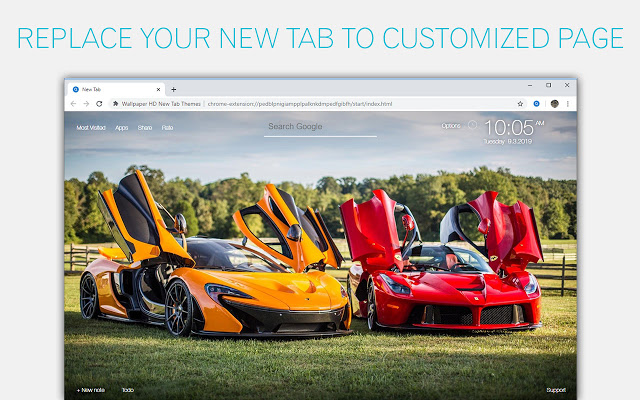 REPLACE YOUR NEW TAB TO CUSTOMIZED PAGE
New Tab
Wallpaper HD New Tab Themes | chrome-extension://pedblpnigiamppipalknkdmpedfgibfh/start/index.html
Most Visited Apps Share Rate
Search Google
Options 10:05 AM
Tuesday 9.3.2019
+ New note Todo Support